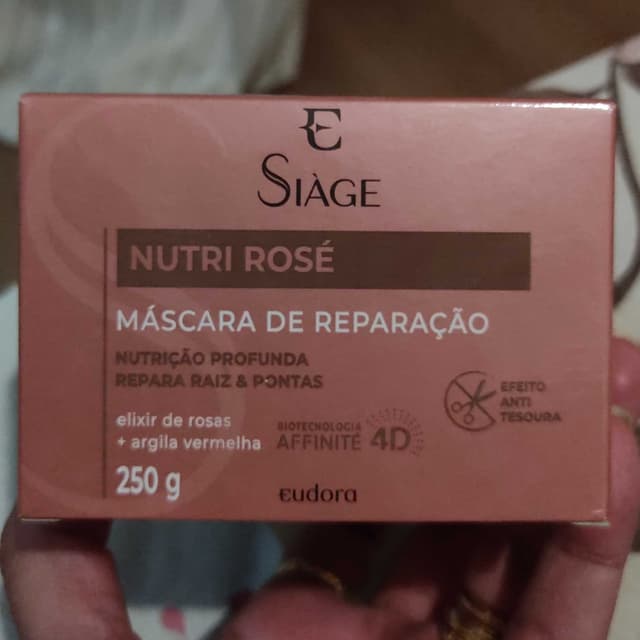 E
SIÀGE
NUTRI ROSÉ
MÁSCARA DE REPARAÇÃO
NUTRIÇÃO PROFUNDA
REPARA RAIZ & PONTAS
elixir de rosas
+ argila vermelha
250 g
BIOTECNOLOGIA
AFFINITÉ 4D
EFEITO
ANTI
TESOURA
eudora